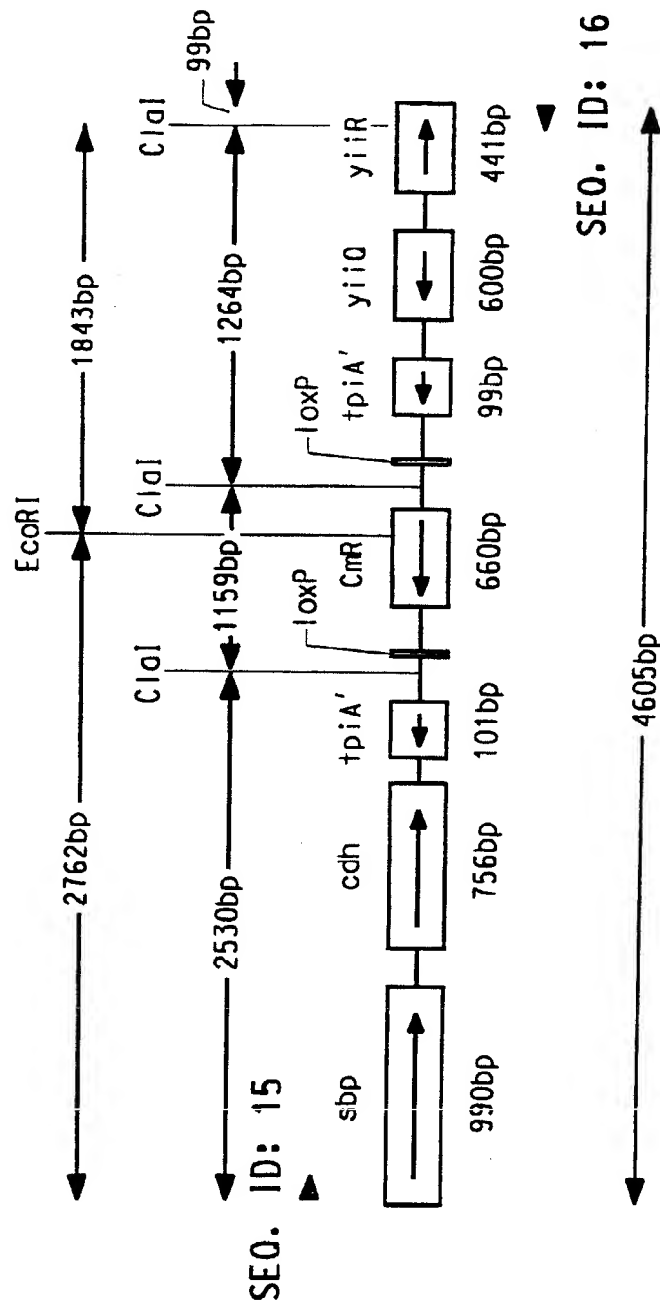 EcoRI
2762bp
1843bp
ClaI
ClaI
ClaI
2530bp
1159bp
1264bp
99bp
SEQ. ID: 15
loxP
loxP
sbp
cdh
tpiA'
CmR
tpiA'
yiiQ
yiiR
990bp
756bp
101bp
660bp
99bp
600bp
441bp
SEQ. ID: 16
4605bp